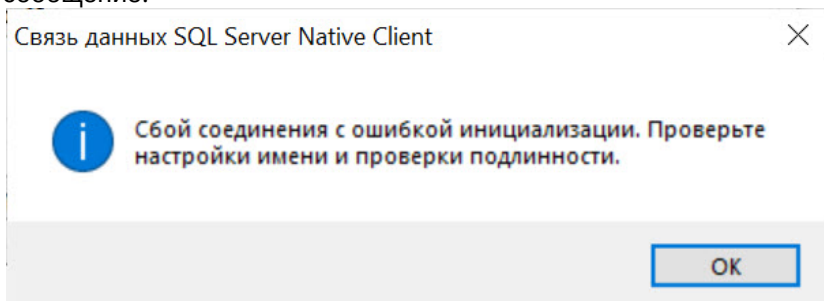 Связь данных SQL Server Native Client
Сбой соединения с ошибкой инициализации. Проверьте
настройки имени и проверки подлинности.
OK